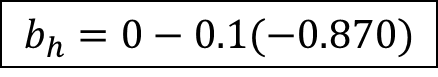 b_h = 0 − 0.1(−0.870)